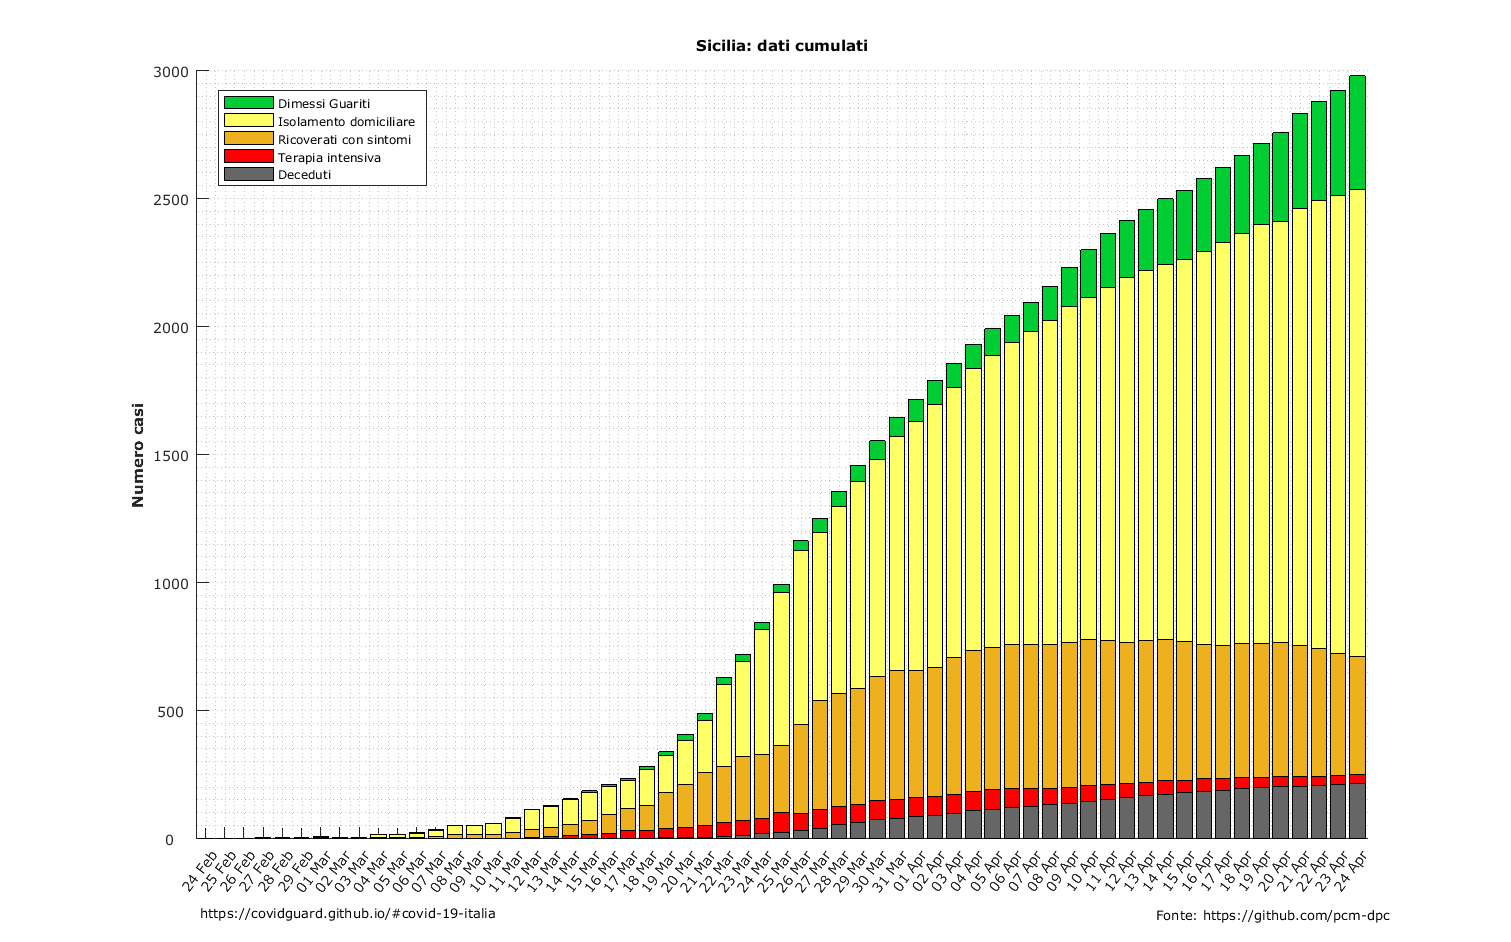 Sicilia: dati cumulati
3000
2500
2000
1500
1000
500
0
Numero casi
Dimessi Guariti
Isolamento domiciliare
Ricoverati con sintomi
Terapia intensiva
Deceduti
24 Feb
25 Feb
26 Feb
27 Feb
28 Feb
29 Feb
01 Mar
02 Mar
03 Mar
04 Mar
05 Mar
06 Mar
07 Mar
08 Mar
09 Mar
10 Mar
11 Mar
12 Mar
13 Mar
14 Mar
15 Mar
16 Mar
17 Mar
18 Mar
19 Mar
20 Mar
21 Mar
22 Mar
23 Mar
24 Mar
25 Mar
26 Mar
27 Mar
28 Mar
29 Mar
30 Mar
31 Mar
01 Apr
02 Apr
03 Apr
04 Apr
05 Apr
06 Apr
07 Apr
08 Apr
09 Apr
10 Apr
11 Apr
12 Apr
13 Apr
14 Apr
15 Apr
16 Apr
17 Apr
18 Apr
19 Apr
20 Apr
21 Apr
22 Apr
23 Apr
24 Apr
https://covidguard.github.io/#covid-19-italia
Fonte: https://github.com/pcm-dpc